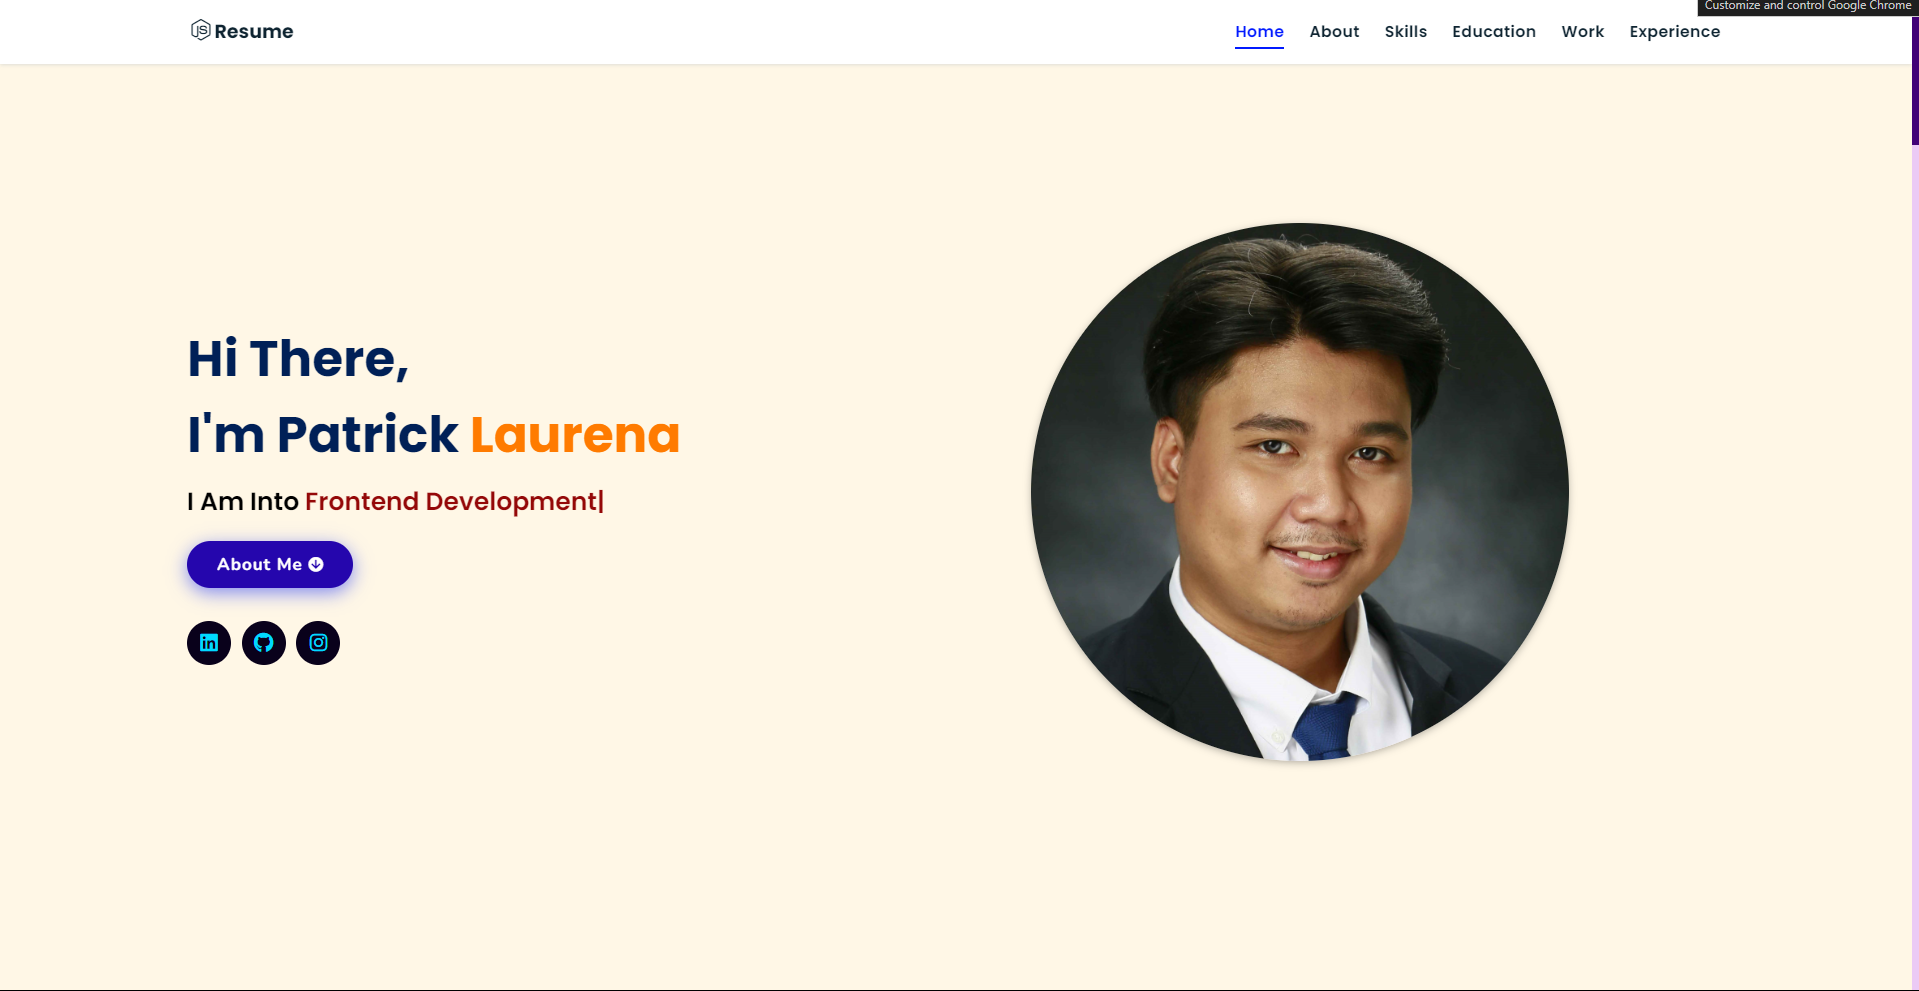 Customize and control Google Chrome
Resume
Home About Skills Education Work Experience
Hi There,
I'm Patrick Laurena
I Am Into Frontend Development|
About Me